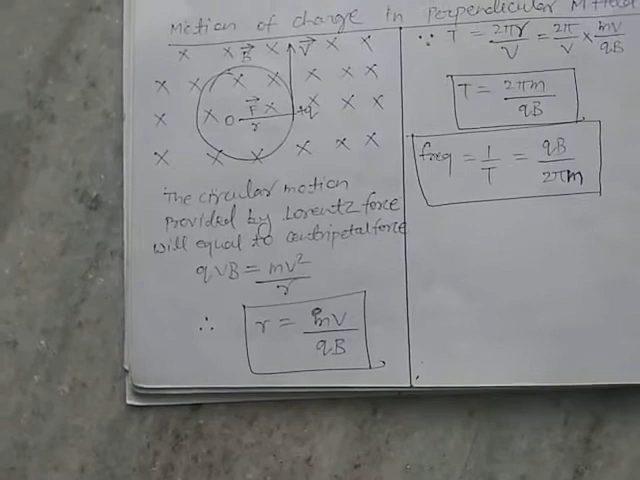 Motion of charge in perpendicular M field
× × B⃗ × V⃗ × ×
× × × × × × ×
× × F⃗ × +q × × ×
O r
× × × × × ×
The circular motion
Provided by Lorentz force
will equal to centripetal force
qVB = mV²/r
∴ r = mV/qB
∵ T = 2πr/V = 2π/V × mV/qB
T = 2πm/qB
freq = 1/T = qB/2πm